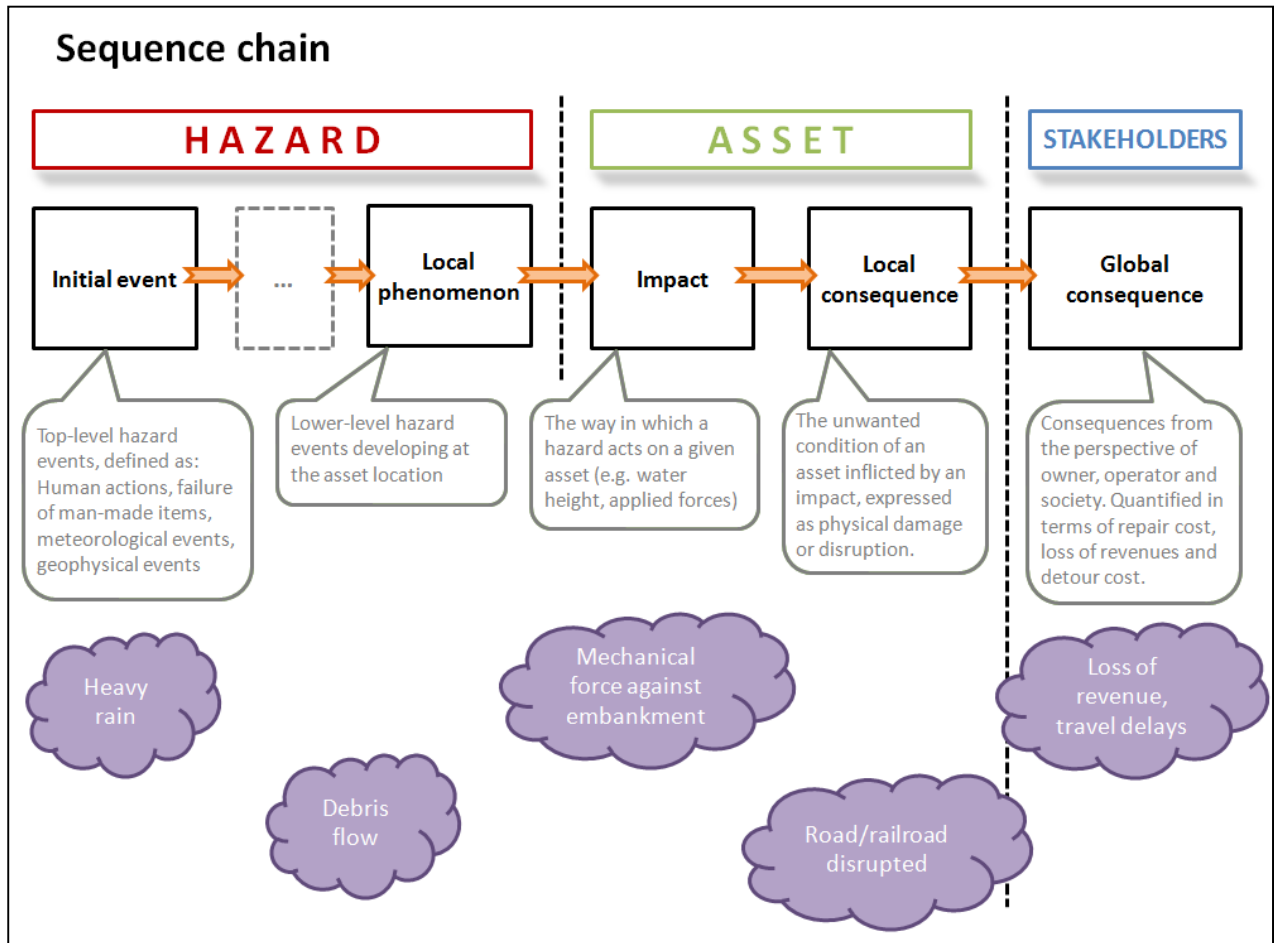 Sequence chain
H A Z A R D
A S S E T
STAKEHOLDERS
Initial event
...
Local
phenomenon
Impact
Local
consequence
Global
consequence
Top-level hazard
events, defined as:
Human actions, failure
of man-made items,
meteorological events,
geophysical events
Lower-level hazard
events developing at
the asset location
The way in which a
hazard acts on a given
asset (e.g. water
height, applied forces)
The unwanted
condition of an
asset inflicted by an
impact, expressed
as physical damage
or disruption.
Consequences from
the perspective of
owner, operator and
society. Quantified in
terms of repair cost,
loss of revenues and
detour cost.
Heavy
rain
Debris
flow
Mechanical
force against
embankment
Road/railroad
disrupted
Loss of
revenue,
travel delays